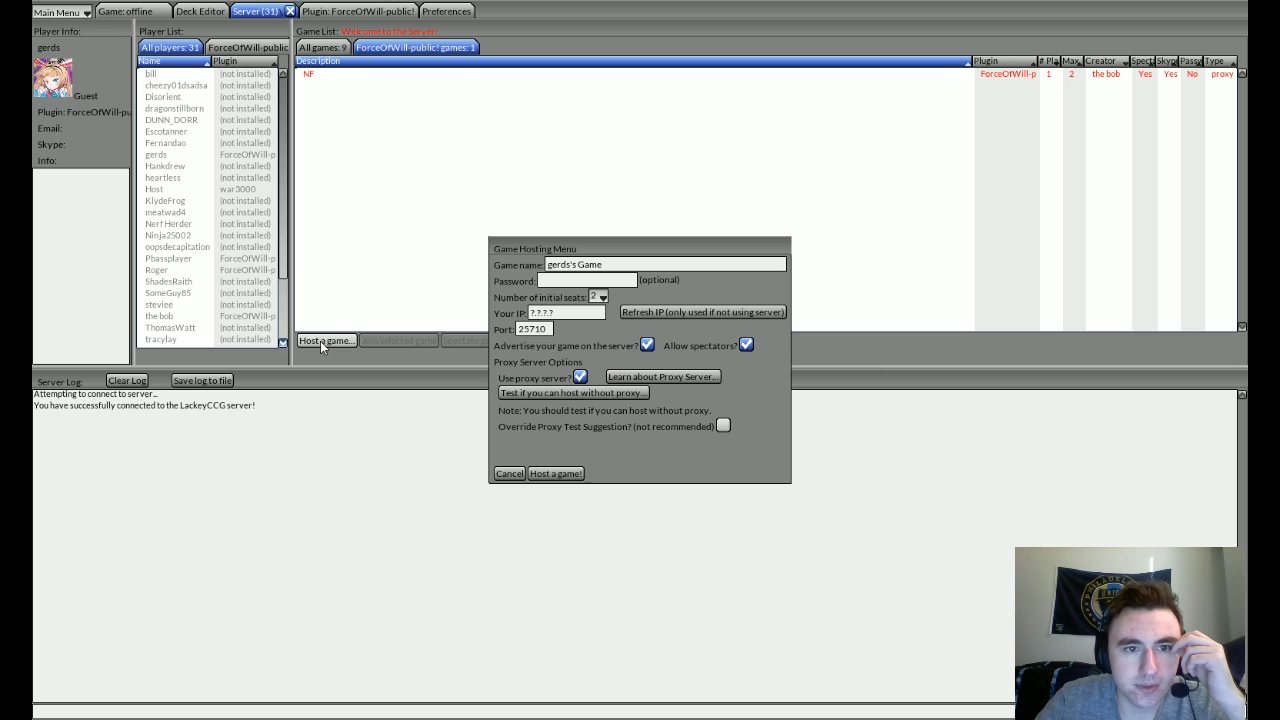 Main Menu
Game: offline
Deck Editor
Server (31)
Plugin: ForceOfWill-public!
Preferences
Player Info:
gerds
Guest
Plugin: ForceOfWill-pu
Email:
Skype:
Info:
Player List:
All players: 31
ForceOfWill-public
Name Plugin
bill (not installed)
cheezy01dsadsa (not installed)
Disorient (not installed)
dragonstillborn (not installed)
DUNN_DORR (not installed)
Escotanner (not installed)
Fernandao (not installed)
gerds ForceOfWill-p
Hankdrew (not installed)
heartless (not installed)
Host war3000
KlydeFrog (not installed)
meatwad4 (not installed)
Nerf Herder (not installed)
Ninja25002 (not installed)
oopsdecapitation (not installed)
Pbassplayer ForceOfWill-p
Roger ForceOfWill-p
ShadesRaith (not installed)
SomeGuy85 (not installed)
steviee (not installed)
the bob ForceOfWill-p
ThomasWatt (not installed)
tracylay (not installed)
Game List: Welcome to the Server!
All games: 9
ForceOfWill-public! games: 1
Description Plugin # Pla Max Creator Spect Skyp Passw Type
NF ForceOfWill-p 1 2 the bob Yes Yes No proxy
Host a game...
Join selected game
Spectate g
Game Hosting Menu
Game name: gerds's Game
Password: (optional)
Number of initial seats: 2
Your IP: ?.?.?.? Refresh IP (only used if not using server)
Port: 25710
Advertise your game on the server? Allow spectators?
Proxy Server Options
Use proxy server? Learn about Proxy Server...
Test if you can host without proxy...
Note: You should test if you can host without proxy.
Override Proxy Test Suggestion? (not recommended)
Cancel Host a game!
Server Log: Clear Log Save log to file
Attempting to connect to server...
You have successfully connected to the LackeyCCG server!